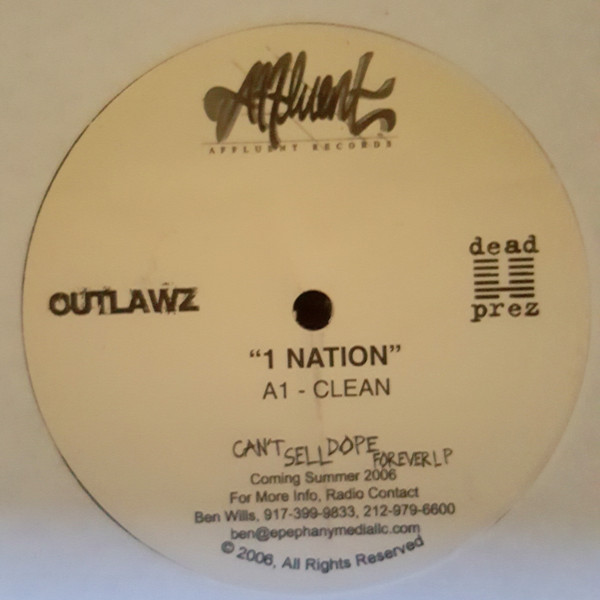 Affluent
AFFLUENT RECORDS
OUTLAWZ
dead
prez
"1 NATION"
A1 - CLEAN
CAN'T SELL DOPE FOREVER LP
Coming Summer 2006
For More Info, Radio Contact
Ben Wills, 917-399-9833, 212-979-6600
ben@epephanymediallc.com
© 2006, All Rights Reserved